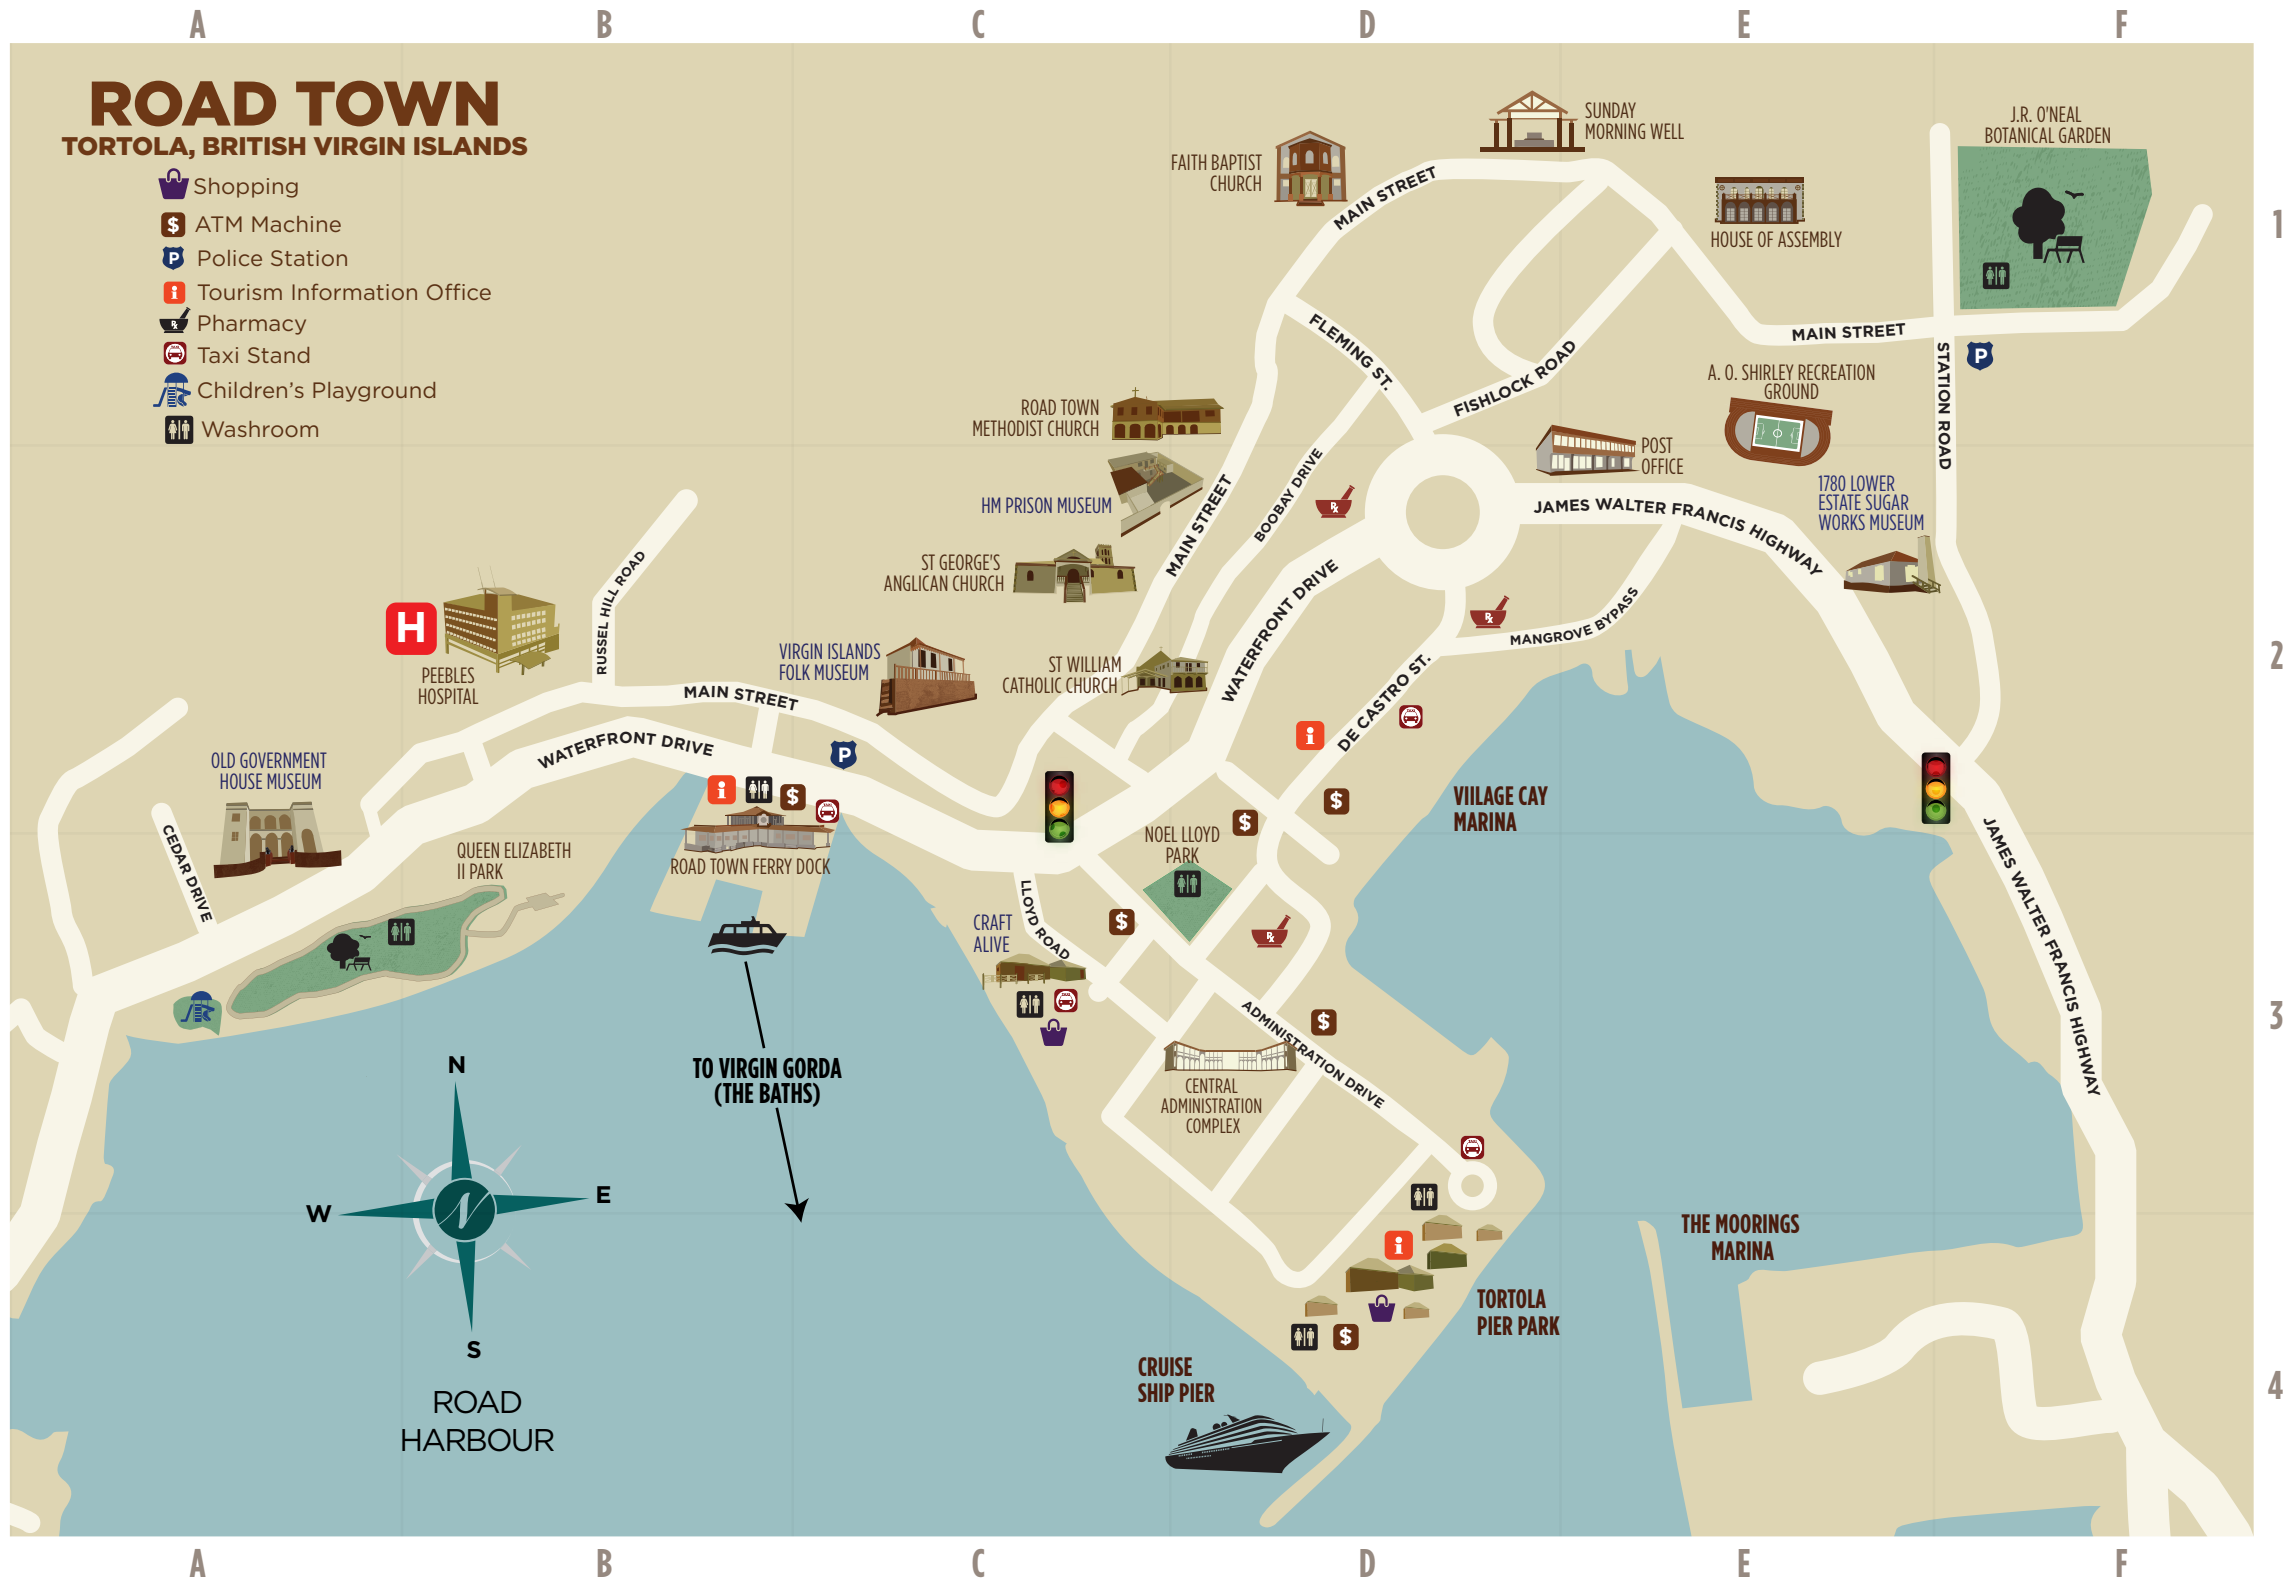 A B C D E F
ROAD TOWN
TORTOLA, BRITISH VIRGIN ISLANDS
Shopping
$ ATM Machine
P Police Station
i Tourism Information Office
Pharmacy
Taxi Stand
Children's Playground
Washroom
SUNDAY
MORNING WELL
FAITH BAPTIST
CHURCH
MAIN STREET
HOUSE OF ASSEMBLY
J.R. O'NEAL
BOTANICAL GARDEN
1
FLEMING ST.
FISHLOCK ROAD
MAIN STREET
STATION ROAD
P
A. O. SHIRLEY RECREATION
GROUND
ROAD TOWN
METHODIST CHURCH
HM PRISON MUSEUM
MAIN STREET
BOOBAY DRIVE
POST
OFFICE
JAMES WALTER FRANCIS HIGHWAY
1780 LOWER
ESTATE SUGAR
WORKS MUSEUM
ST GEORGE'S
ANGLICAN CHURCH
WATERFRONT DRIVE
MANGROVE BYPASS
RUSSEL HILL ROAD
H
PEEBLES
HOSPITAL
VIRGIN ISLANDS
FOLK MUSEUM
ST WILLIAM
CATHOLIC CHURCH
2
MAIN STREET
WATERFRONT DRIVE
P
DE CASTRO ST.
i
OLD GOVERNMENT
HOUSE MUSEUM
CEDAR DRIVE
i
$
ROAD TOWN FERRY DOCK
QUEEN ELIZABETH
II PARK
$
$
VIILAGE CAY
MARINA
NOEL LLOYD
PARK
LLOYD ROAD
CRAFT
ALIVE
$
JAMES WALTER FRANCIS HIGHWAY
3
ADMINISTRATION DRIVE
$
CENTRAL
ADMINISTRATION
COMPLEX
TO VIRGIN GORDA
(THE BATHS)
N
W
E
S
ROAD
HARBOUR
i
THE MOORINGS
MARINA
TORTOLA
PIER PARK
$
CRUISE
SHIP PIER
4
A B C D E F